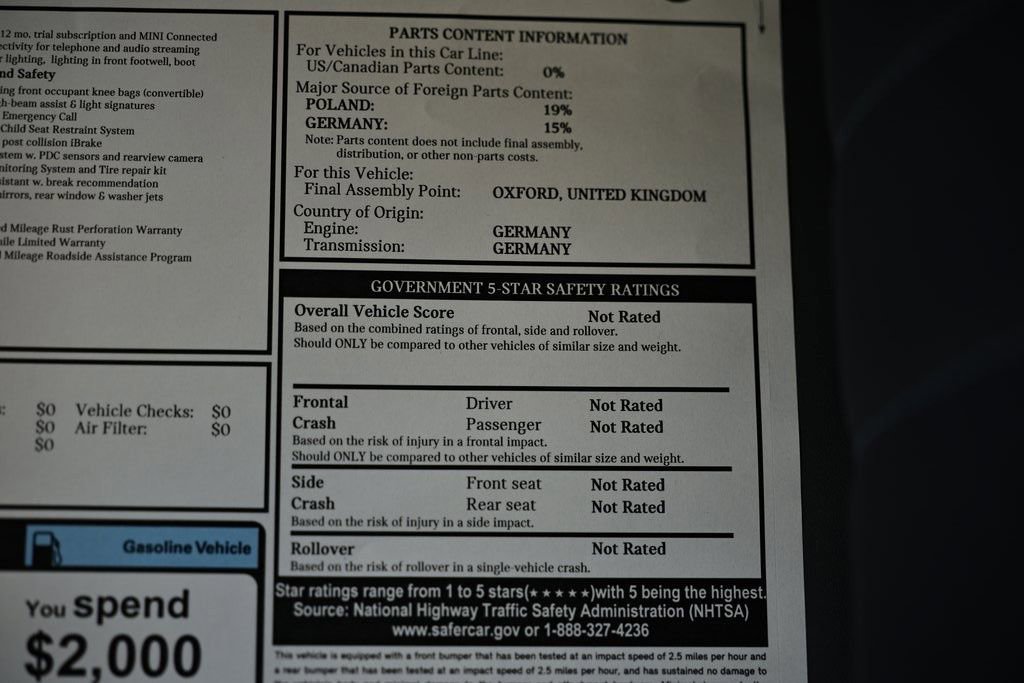 12 mo. trial subscription and MINI Connected
ectivity for telephone and audio streaming
lighting, lighting in front footwell, boot
nd Safety
ing front occupant knee bags (convertible)
h-beam assist & light signatures
Emergency Call
Child Seat Restraint System
post collision iBrake
stem w. PDC sensors and rearview camera
nitoring System and Tire repair kit
sistant w. break recommendation
irrors, rear window & washer jets
d Mileage Rust Perforation Warranty
ile Limited Warranty
Mileage Roadside Assistance Program
$0 Vehicle Checks: $0
$0 Air Filter: $0
$0
Gasoline Vehicle
You spend
$2,000
PARTS CONTENT INFORMATION
For Vehicles in this Car Line:
US/Canadian Parts Content: 0%
Major Source of Foreign Parts Content:
POLAND: 19%
GERMANY: 15%
Note: Parts content does not include final assembly,
distribution, or other non-parts costs.
For this Vehicle:
Final Assembly Point: OXFORD, UNITED KINGDOM
Country of Origin:
Engine: GERMANY
Transmission: GERMANY
GOVERNMENT 5-STAR SAFETY RATINGS
Overall Vehicle Score Not Rated
Based on the combined ratings of frontal, side and rollover.
Should ONLY be compared to other vehicles of similar size and weight.
Frontal Driver Not Rated
Crash Passenger Not Rated
Based on the risk of injury in a frontal impact.
Should ONLY be compared to other vehicles of similar size and weight.
Side Front seat Not Rated
Crash Rear seat Not Rated
Based on the risk of injury in a side impact.
Rollover Not Rated
Based on the risk of rollover in a single-vehicle crash.
Star ratings range from 1 to 5 stars(★★★★★)with 5 being the highest.
Source: National Highway Traffic Safety Administration (NHTSA)
www.safercar.gov or 1-888-327-4236
This vehicle is equipped with a front bumper that has been tested at an impact speed of 2.5 miles per hour and
a rear bumper that has been tested at an impact speed of 2.5 miles per hour, and has sustained no damage to